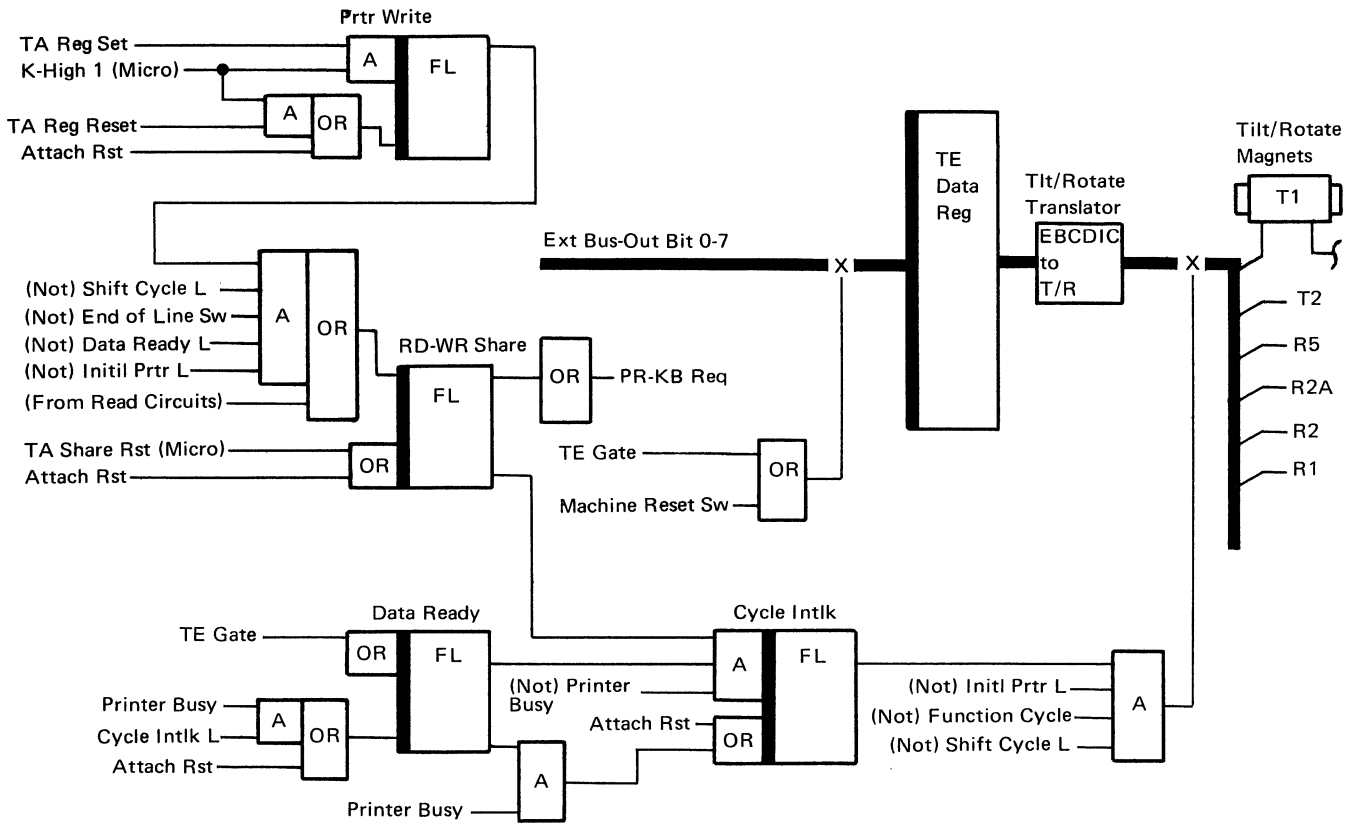 Prtr Write
TA Reg Set
K-High 1 (Micro)
A
FL
TA Reg Reset
Attach Rst
A
OR
TE
Data
Reg
Tilt/Rotate
Magnets
T1
Tlt/Rotate
Translator
EBCDIC
to
T/R
Ext Bus-Out Bit 0-7
X
X
T2
R5
R2A
R2
R1
(Not) Shift Cycle L
(Not) End of Line Sw
(Not) Data Ready L
(Not) Initil Prtr L
(From Read Circuits)
A
OR
RD-WR Share
FL
OR
PR-KB Req
TA Share Rst (Micro)
Attach Rst
OR
TE Gate
Machine Reset Sw
OR
Data Ready
TE Gate
OR
FL
Printer Busy
Cycle Intlk L
Attach Rst
A
OR
(Not) Printer
Busy
Attach Rst
Printer Busy
A
Cycle Intlk
A
FL
OR
(Not) Initl Prtr L
(Not) Function Cycle
(Not) Shift Cycle L
A